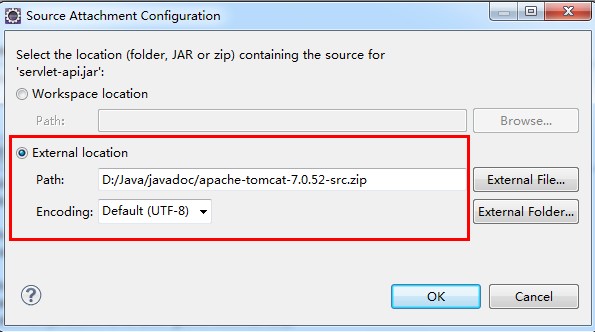 Source Attachment Configuration
Select the location (folder, JAR or zip) containing the source for
'servlet-api.jar':
Workspace location
Path:
Browse...
External location
Path: D:/Java/javadoc/apache-tomcat-7.0.52-src.zip External File...
Encoding: Default (UTF-8) External Folder...
?
OK Cancel